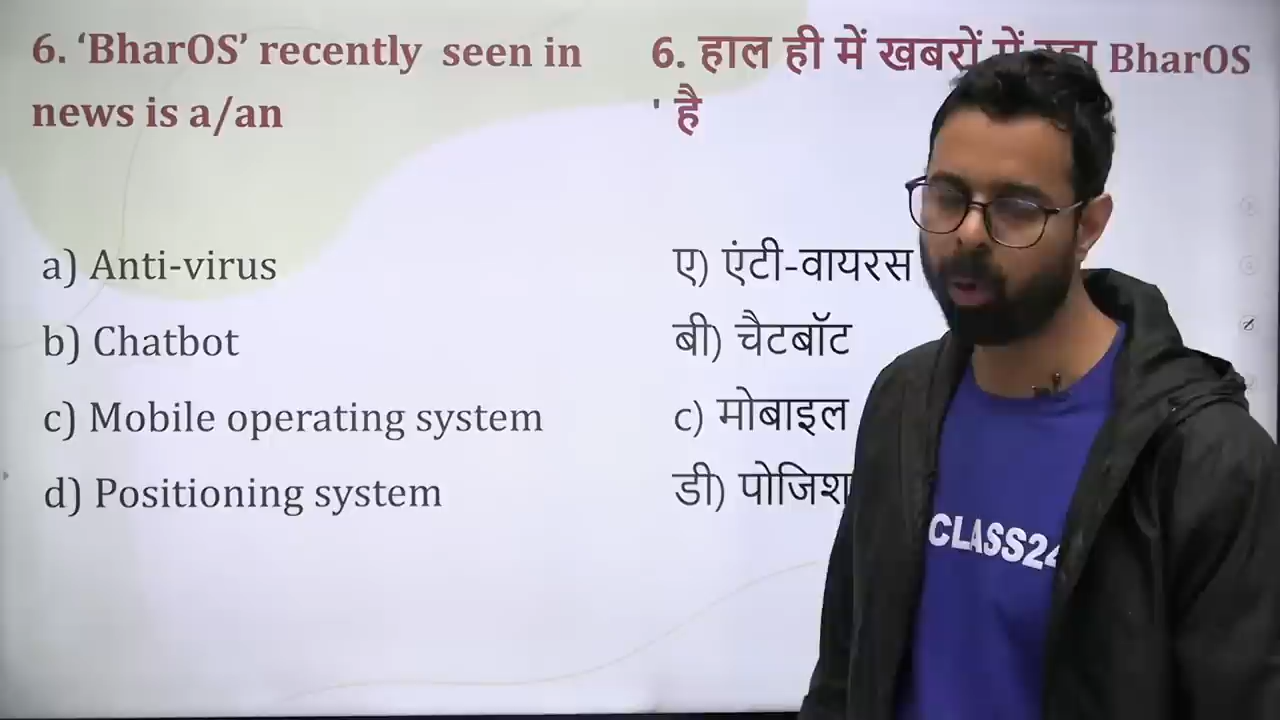 6. ‘BharOS’ recently seen in
news is a/an
a) Anti-virus
b) Chatbot
c) Mobile operating system
d) Positioning system
6. हाल ही में खबरों में रहा BharOS
' है
ए) एंटी-वायरस
बी) चैटबॉट
c) मोबाइल
डी) पोजिश
CLASS24